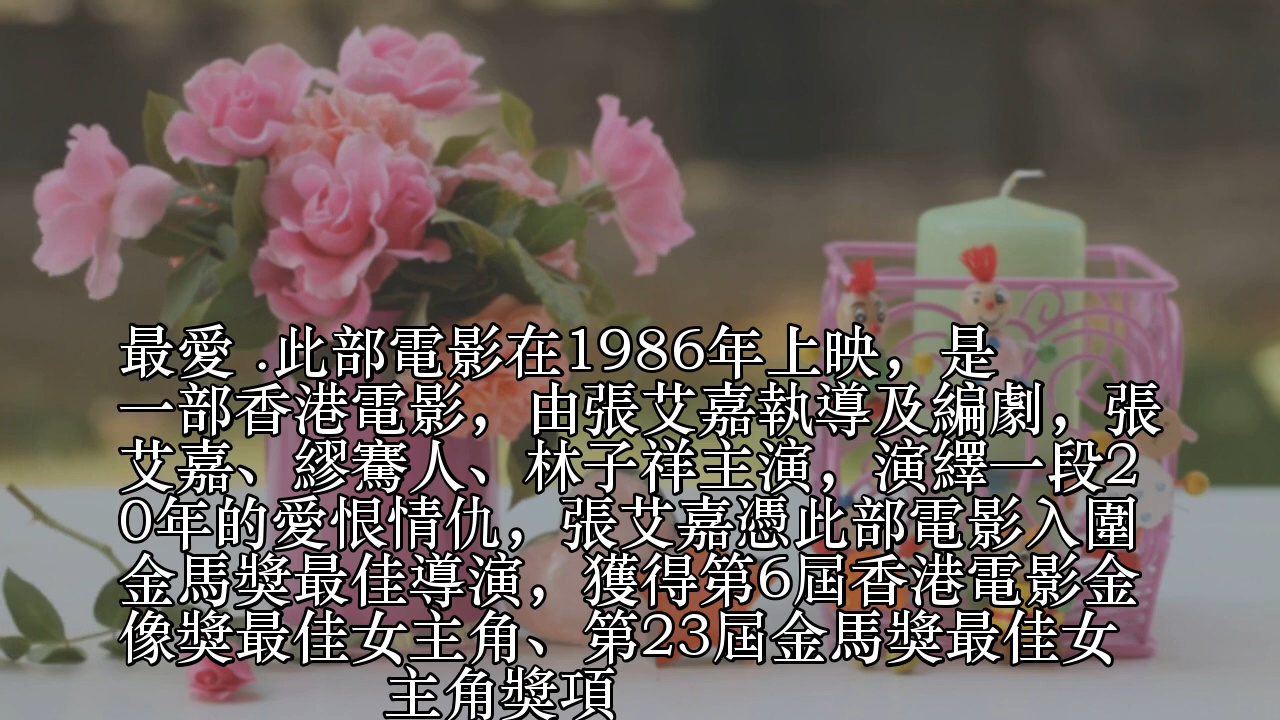 最愛 .此部電影在1986年上映，是
一部香港電影，由張艾嘉執導及編劇，張
艾嘉、繆騫人、林子祥主演，演繹一段2
0年的愛恨情仇，張艾嘉憑此部電影入圍
金馬獎最佳導演，獲得第6屆香港電影金
像獎最佳女主角、第23屆金馬獎最佳女
主角獎項